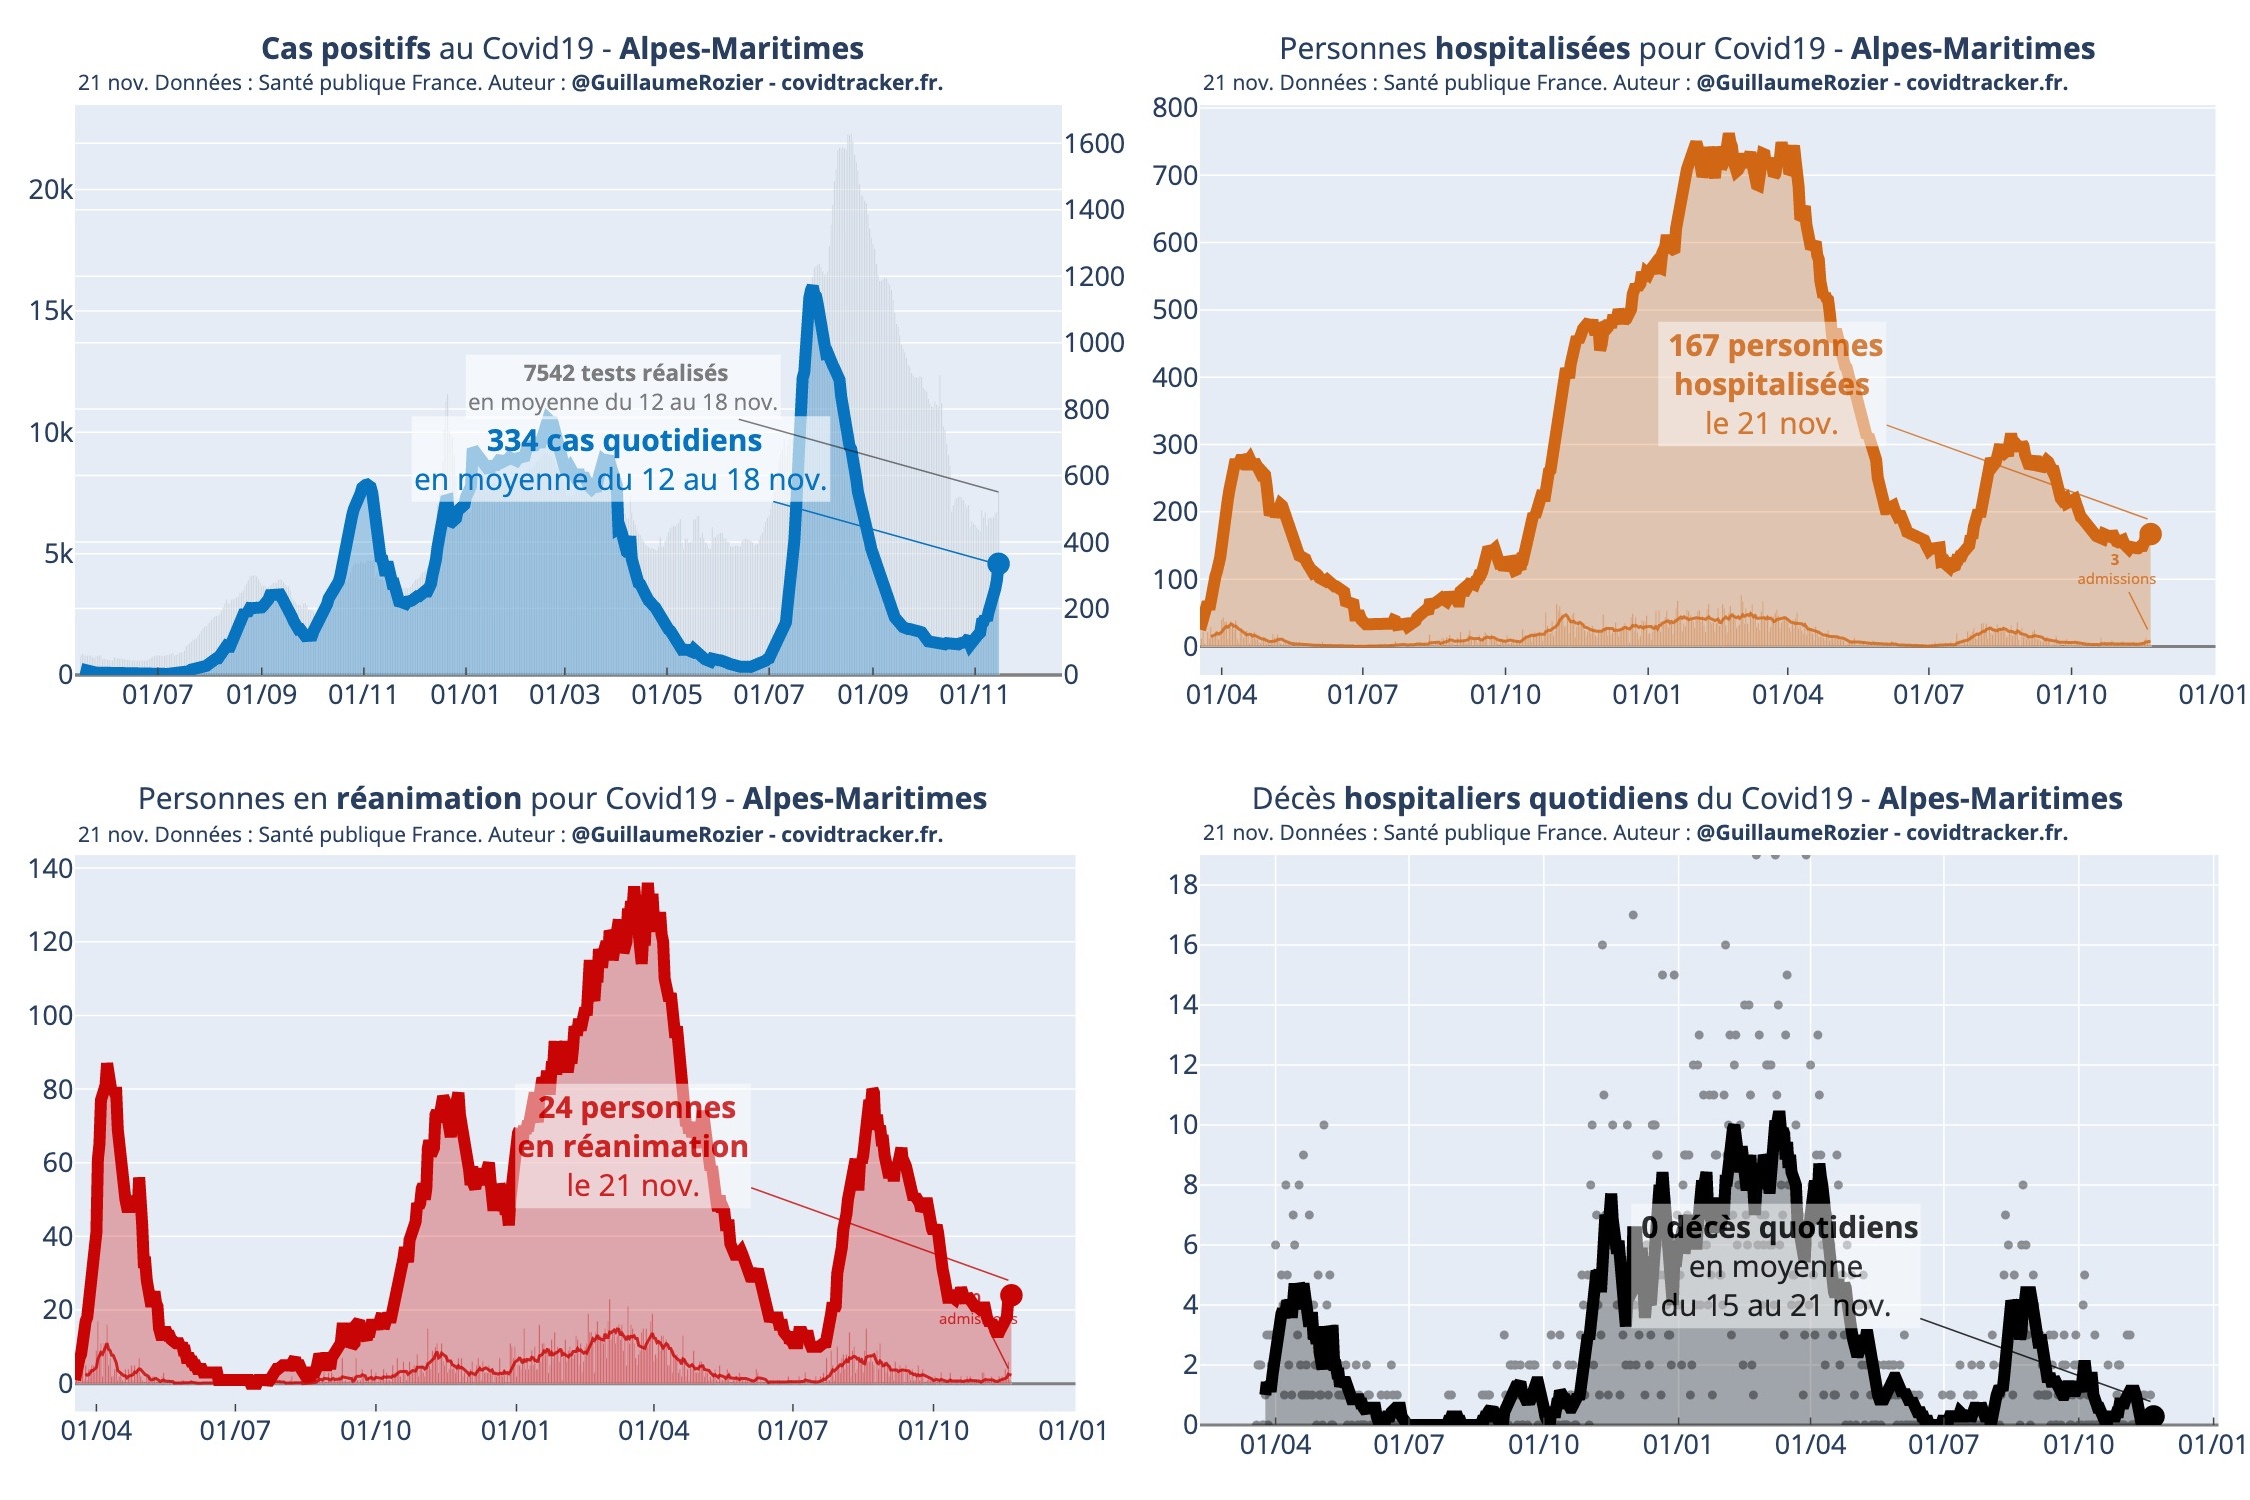 Cas positifs au Covid19 - Alpes-Maritimes
21 nov. Données : Santé publique France. Auteur : @GuillaumeRozier - covidtracker.fr.
20k
15k
10k
5k
0
1600
1400
1200
1000
800
600
400
200
0
7542 tests réalisés
en moyenne du 12 au 18 nov.
334 cas quotidiens
en moyenne du 12 au 18 nov.
01/07 01/09 01/11 01/01 01/03 01/05 01/07 01/09 01/11
Personnes hospitalisées pour Covid19 - Alpes-Maritimes
21 nov. Données : Santé publique France. Auteur : @GuillaumeRozier - covidtracker.fr.
800
700
600
500
400
300
200
100
0
167 personnes
hospitalisées
le 21 nov.
3
admissions
01/04 01/07 01/10 01/01 01/04 01/07 01/10 01/01
Personnes en réanimation pour Covid19 - Alpes-Maritimes
21 nov. Données : Santé publique France. Auteur : @GuillaumeRozier - covidtracker.fr.
140
120
100
80
60
40
20
0
24 personnes
en réanimation
le 21 nov.
admissions
01/04 01/07 01/10 01/01 01/04 01/07 01/10 01/01
Décès hospitaliers quotidiens du Covid19 - Alpes-Maritimes
21 nov. Données : Santé publique France. Auteur : @GuillaumeRozier - covidtracker.fr.
18
16
14
12
10
8
6
4
2
0
0 décès quotidiens
en moyenne
du 15 au 21 nov.
01/04 01/07 01/10 01/01 01/04 01/07 01/10 01/01